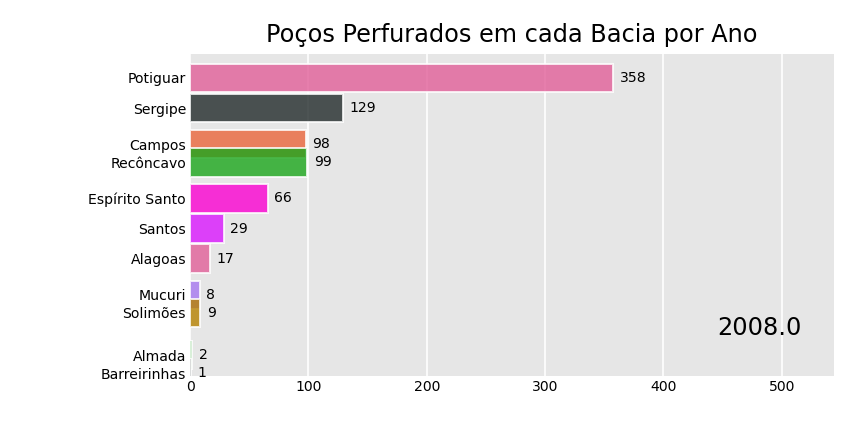 Poços Perfurados em cada Bacia por Ano
Potiguar 358
Sergipe 129
Campos 98
Recôncavo 99
Espírito Santo 66
Santos 29
Alagoas 17
Mucuri 8
Solimões 9
2008.0
Almada 2
Barreirinhas 1
0 100 200 300 400 500